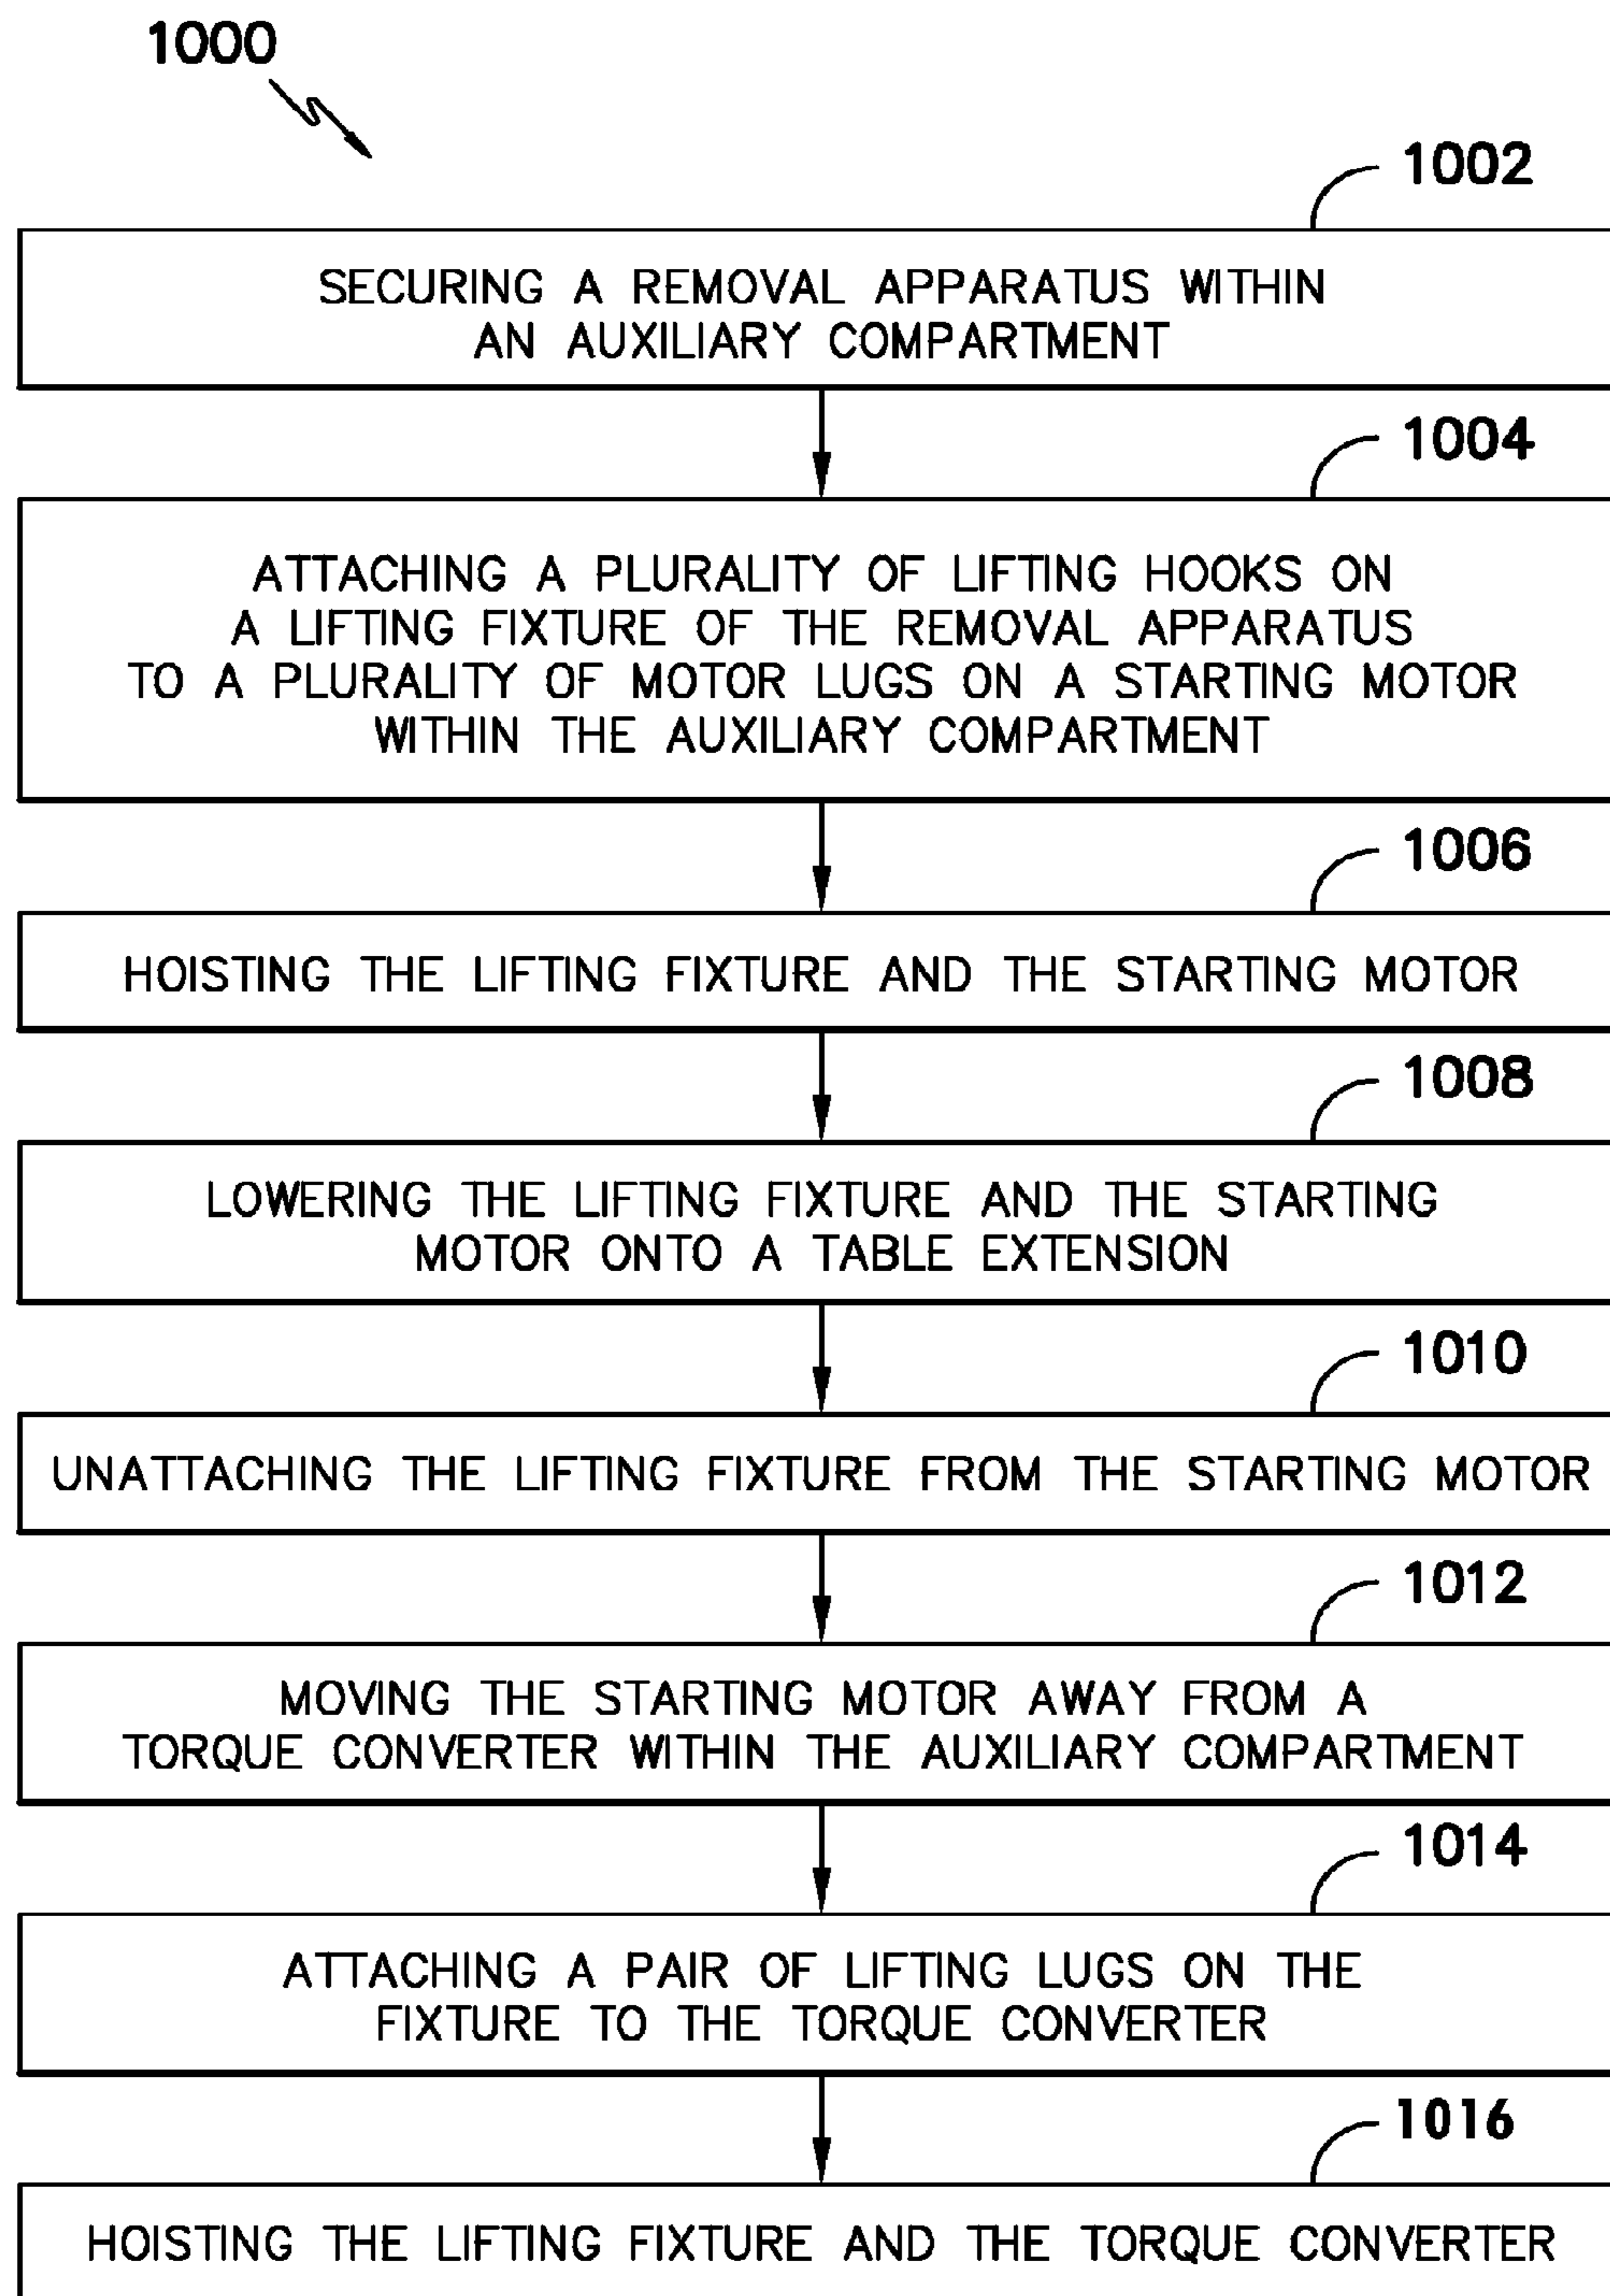 1000
1002
SECURING A REMOVAL APPARATUS WITHIN
AN AUXILIARY COMPARTMENT
1004
ATTACHING A PLURALITY OF LIFTING HOOKS ON
A LIFTING FIXTURE OF THE REMOVAL APPARATUS
TO A PLURALITY OF MOTOR LUGS ON A STARTING MOTOR
WITHIN THE AUXILIARY COMPARTMENT
1006
HOISTING THE LIFTING FIXTURE AND THE STARTING MOTOR
1008
LOWERING THE LIFTING FIXTURE AND THE STARTING
MOTOR ONTO A TABLE EXTENSION
1010
UNATTACHING THE LIFTING FIXTURE FROM THE STARTING MOTOR
1012
MOVING THE STARTING MOTOR AWAY FROM A
TORQUE CONVERTER WITHIN THE AUXILIARY COMPARTMENT
1014
ATTACHING A PAIR OF LIFTING LUGS ON THE
FIXTURE TO THE TORQUE CONVERTER
1016
HOISTING THE LIFTING FIXTURE AND THE TORQUE CONVERTER